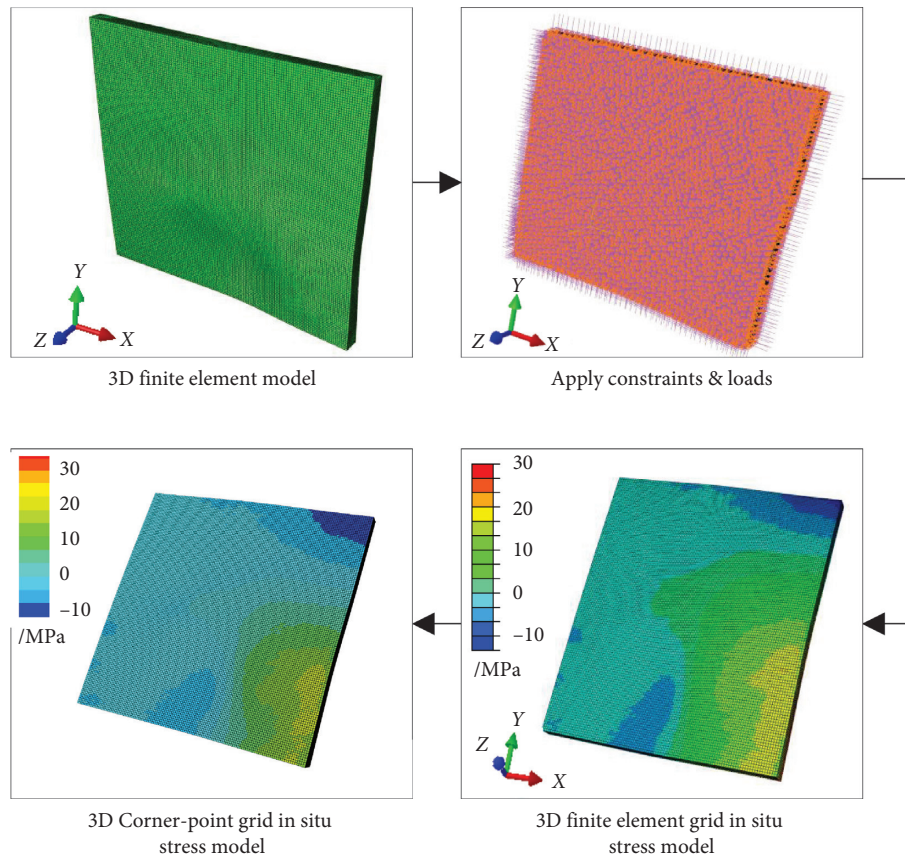 Y
Z
X
3D finite element model
Y
Z
X
Apply constraints & loads
30
20
10
0
–10
/MPa
3D Corner-point grid in situ
stress model
30
20
10
0
–10
/MPa
Y
Z
X
3D finite element grid in situ
stress model